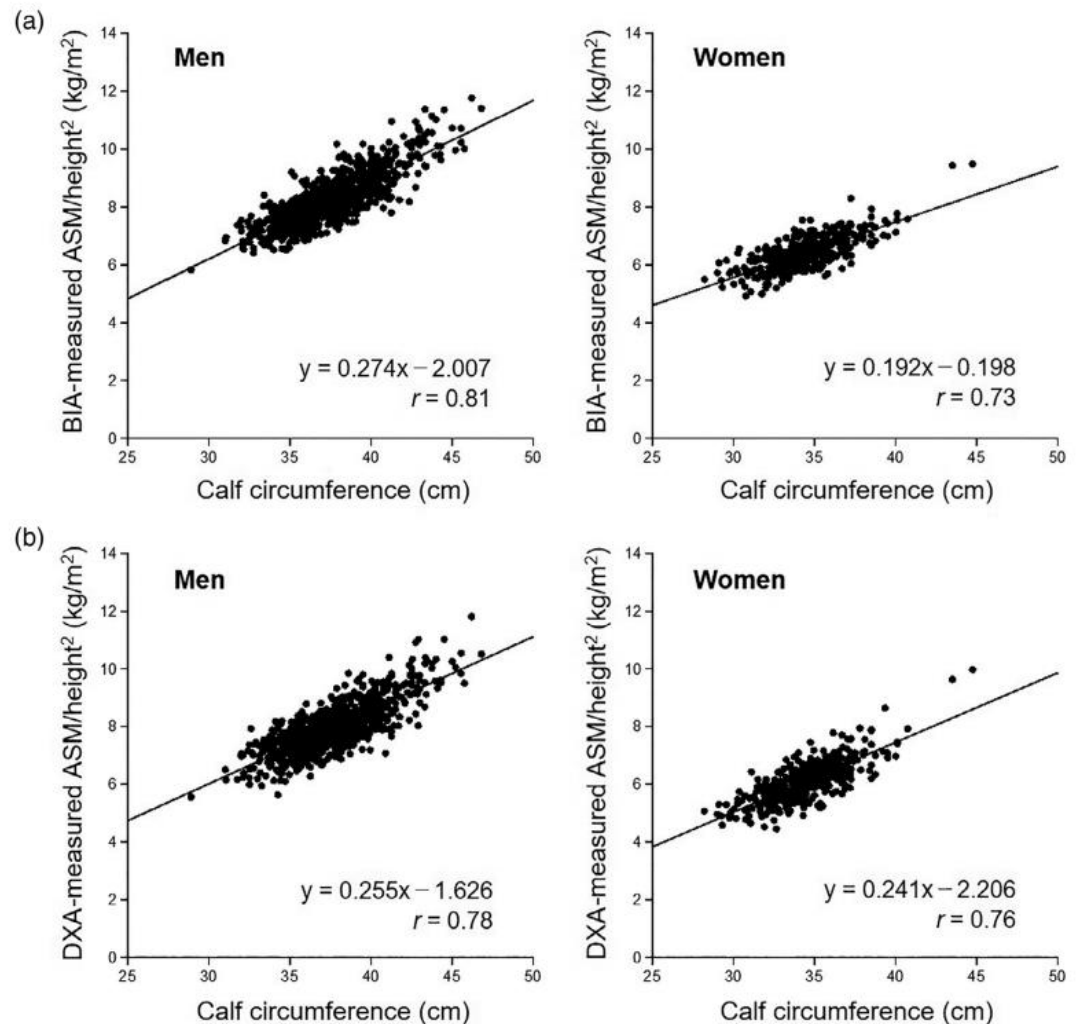 (a)
Men
BIA-measured ASM/height² (kg/m²)
14
12
10
8
6
4
2
0
y = 0.274x − 2.007
r = 0.81
25 30 35 40 45 50
Calf circumference (cm)
Women
BIA-measured ASM/height² (kg/m²)
14
12
10
8
6
4
2
0
y = 0.192x − 0.198
r = 0.73
25 30 35 40 45 50
Calf circumference (cm)
(b)
Men
DXA-measured ASM/height² (kg/m²)
14
12
10
8
6
4
2
0
y = 0.255x − 1.626
r = 0.78
25 30 35 40 45 50
Calf circumference (cm)
Women
DXA-measured ASM/height² (kg/m²)
14
12
10
8
6
4
2
0
y = 0.241x − 2.206
r = 0.76
25 30 35 40 45 50
Calf circumference (cm)